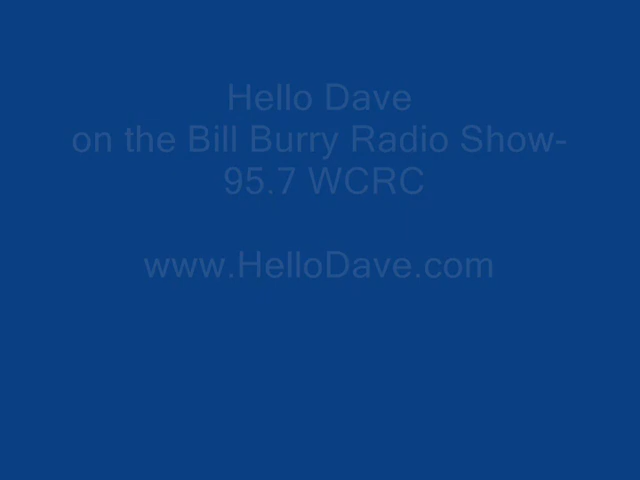 Hello Dave
on the Bill Burry Radio Show-
95.7 WCRC
www.HelloDave.com